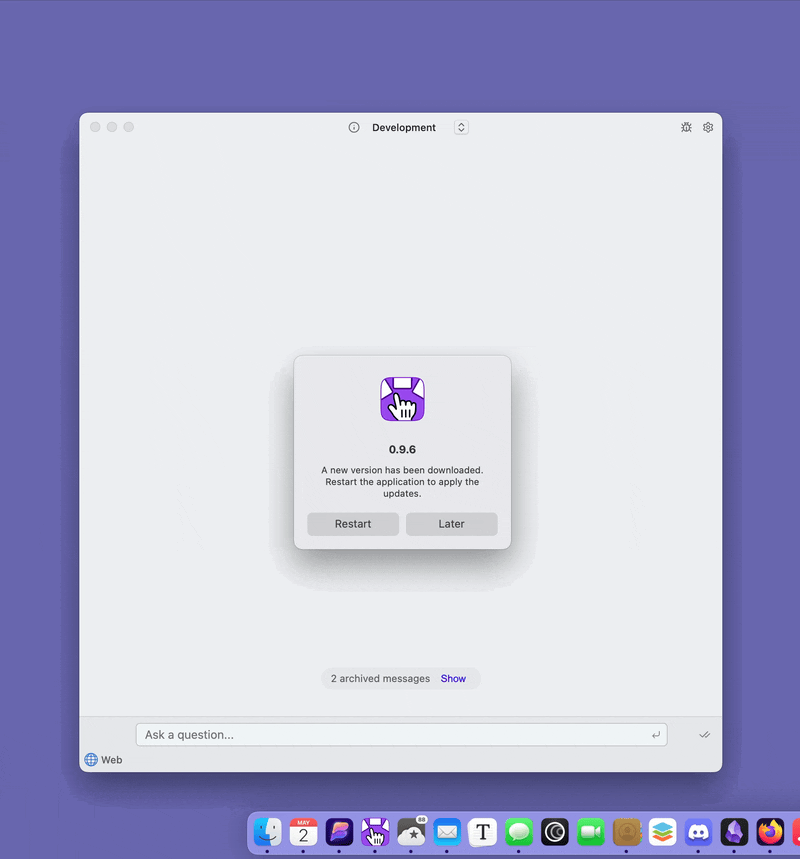 Development
0.9.6
A new version has been downloaded.
Restart the application to apply the
updates.
Restart
Later
2 archived messages Show
Ask a question...
Web
MAY
2
88
T